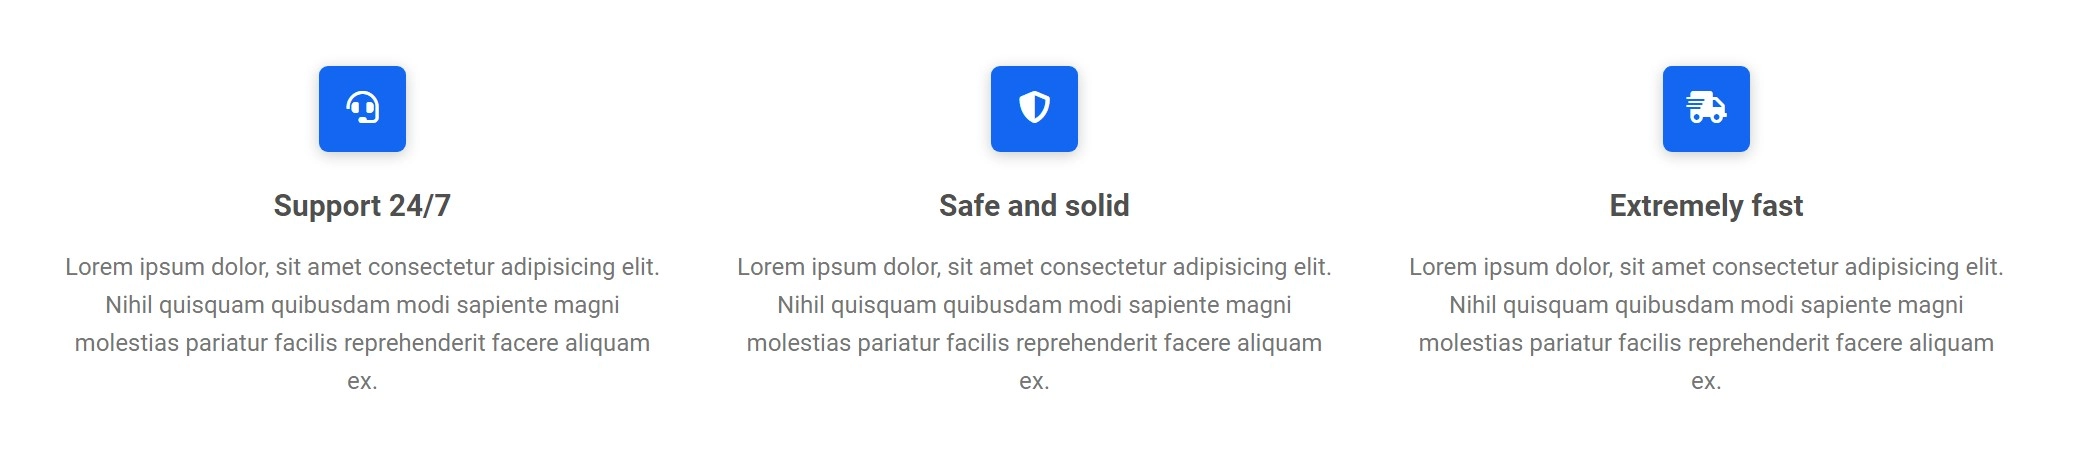 Support 24/7
Lorem ipsum dolor, sit amet consectetur adipisicing elit.
Nihil quisquam quibusdam modi sapiente magni
molestias pariatur facilis reprehenderit facere aliquam
ex.
Safe and solid
Lorem ipsum dolor, sit amet consectetur adipisicing elit.
Nihil quisquam quibusdam modi sapiente magni
molestias pariatur facilis reprehenderit facere aliquam
ex.
Extremely fast
Lorem ipsum dolor, sit amet consectetur adipisicing elit.
Nihil quisquam quibusdam modi sapiente magni
molestias pariatur facilis reprehenderit facere aliquam
ex.